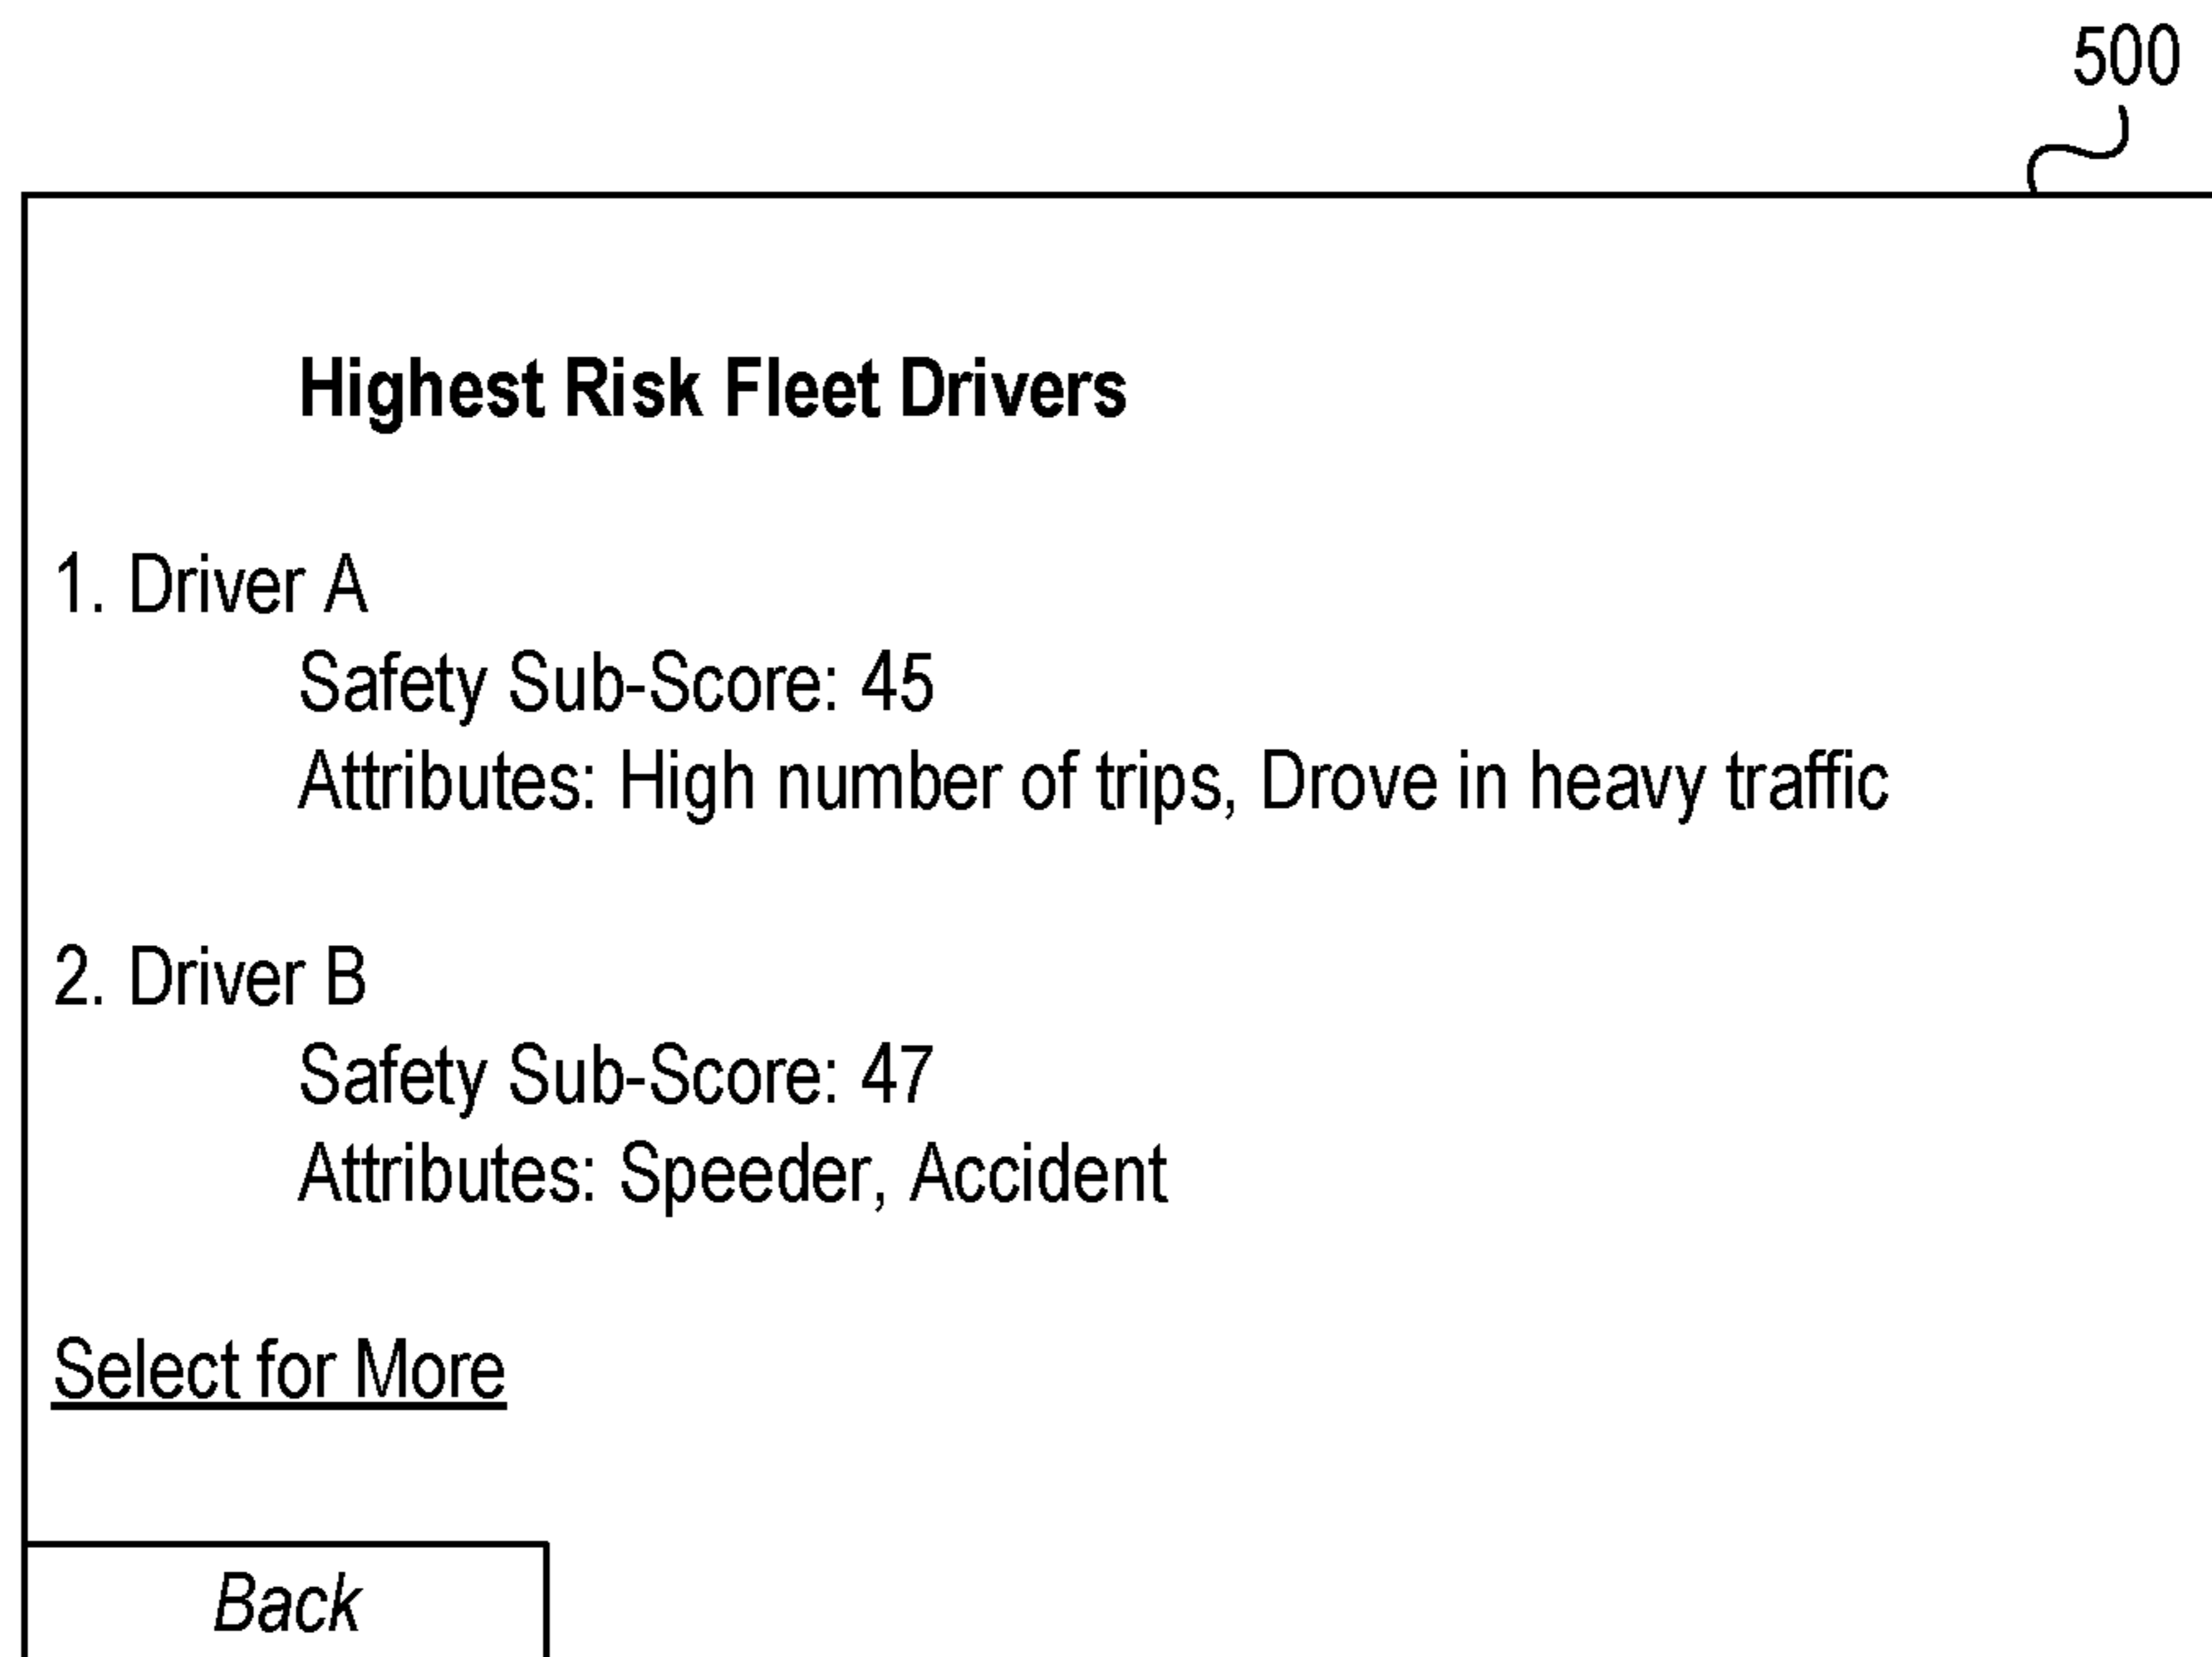 500
Highest Risk Fleet Drivers
1. Driver A
Safety Sub-Score: 45
Attributes: High number of trips, Drove in heavy traffic
2. Driver B
Safety Sub-Score: 47
Attributes: Speeder, Accident
Select for More
Back